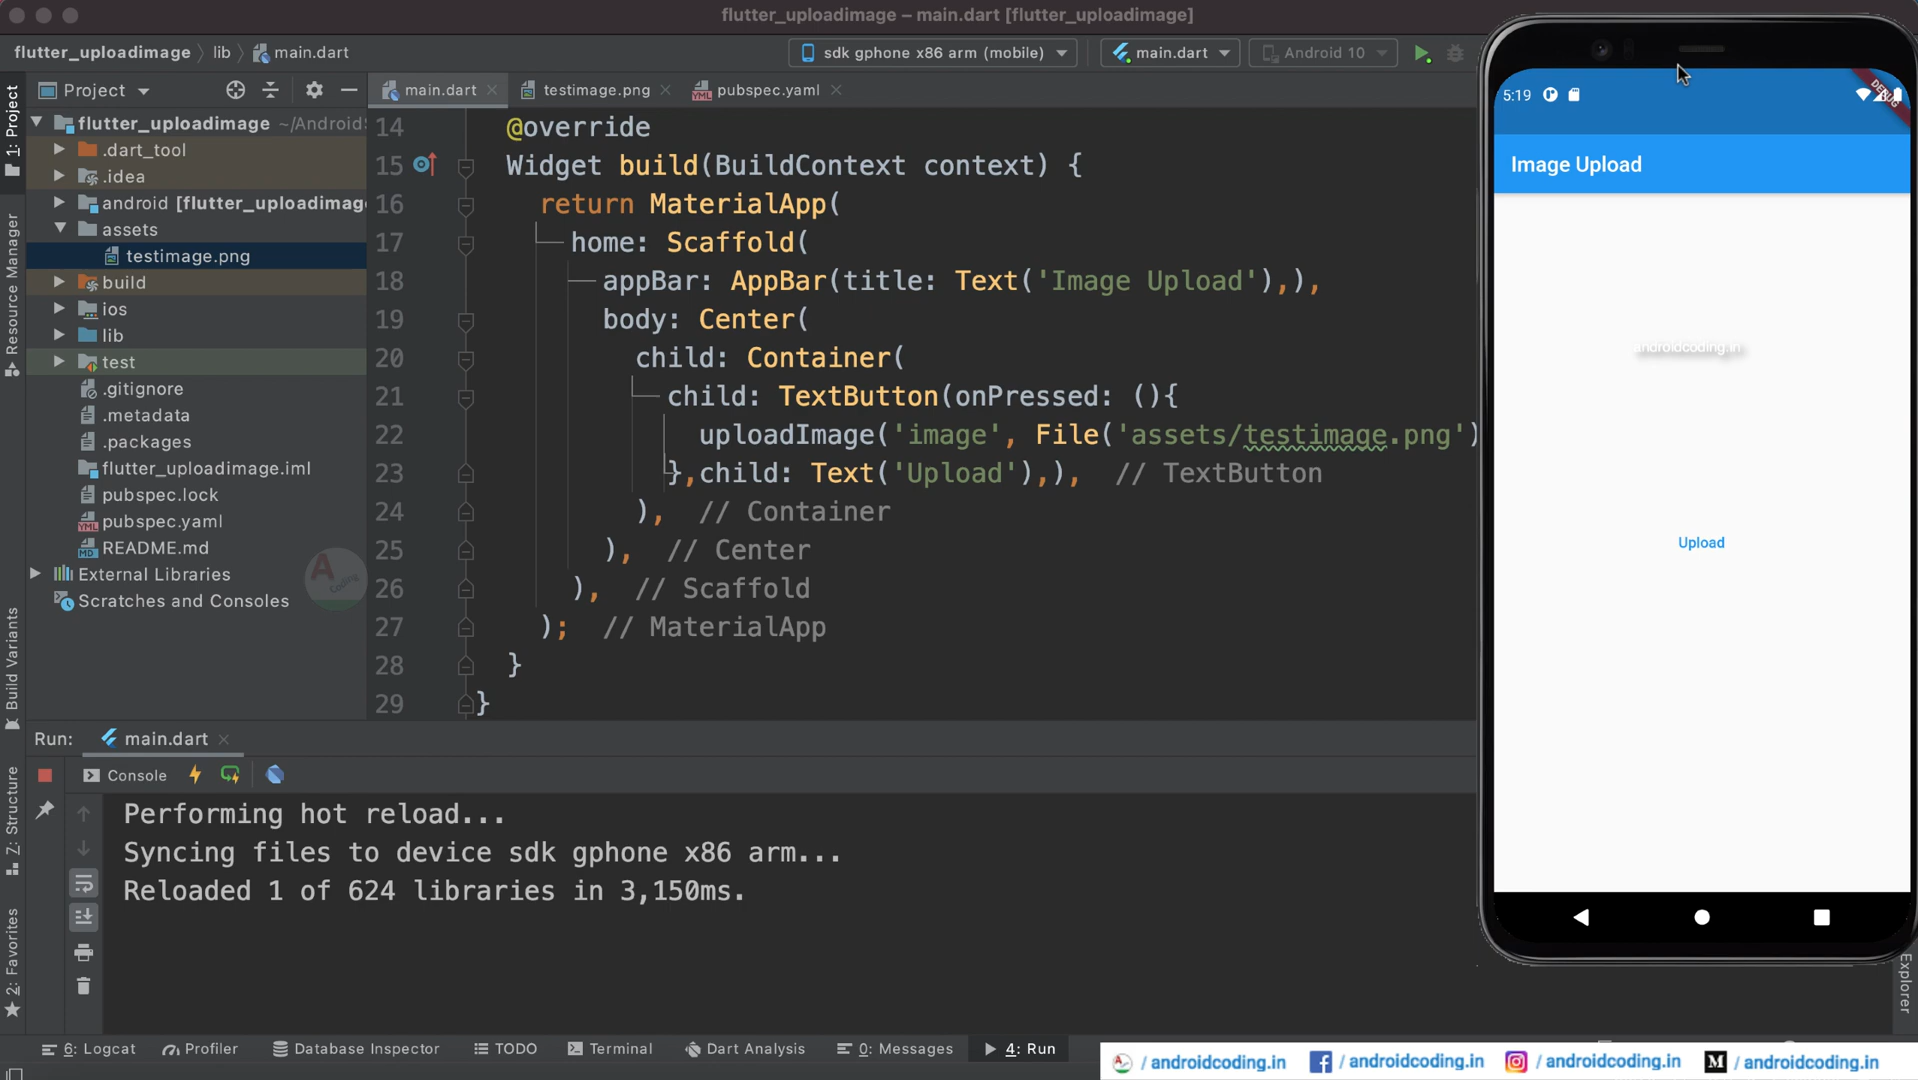 flutter_uploadimage – main.dart [flutter_uploadimage]
flutter_uploadimage lib main.dart
sdk gphone x86 arm (mobile) main.dart Android 10
Project
main.dart testimage.png pubspec.yaml
1: Project
Resource Manager
Build Variants
7: Structure
2: Favorites
flutter_uploadimage ~/Android
.dart_tool
.idea
android [flutter_uploadimag
assets
testimage.png
build
ios
lib
test
.gitignore
.metadata
.packages
flutter_uploadimage.iml
pubspec.lock
pubspec.yaml
README.md
External Libraries
Scratches and Consoles
A
Coding
14 @override
15 Widget build(BuildContext context) {
16 return MaterialApp(
17 home: Scaffold(
18 appBar: AppBar(title: Text('Image Upload'),),
19 body: Center(
20 child: Container(
21 child: TextButton(onPressed: (){
22 uploadImage('image', File('assets/testimage.png')
23 },child: Text('Upload'),), // TextButton
24 ), // Container
25 ), // Center
26 ), // Scaffold
27 ); // MaterialApp
28 }
29 }
5:19
DEBUG
Image Upload
androidcoding.in
Upload
Run: main.dart
Console
Performing hot reload...
Syncing files to device sdk gphone x86 arm...
Reloaded 1 of 624 libraries in 3,150ms.
Explorer
6: Logcat Profiler Database Inspector TODO Terminal Dart Analysis 0: Messages 4: Run
/ androidcoding.in / androidcoding.in / androidcoding.in / androidcoding.in